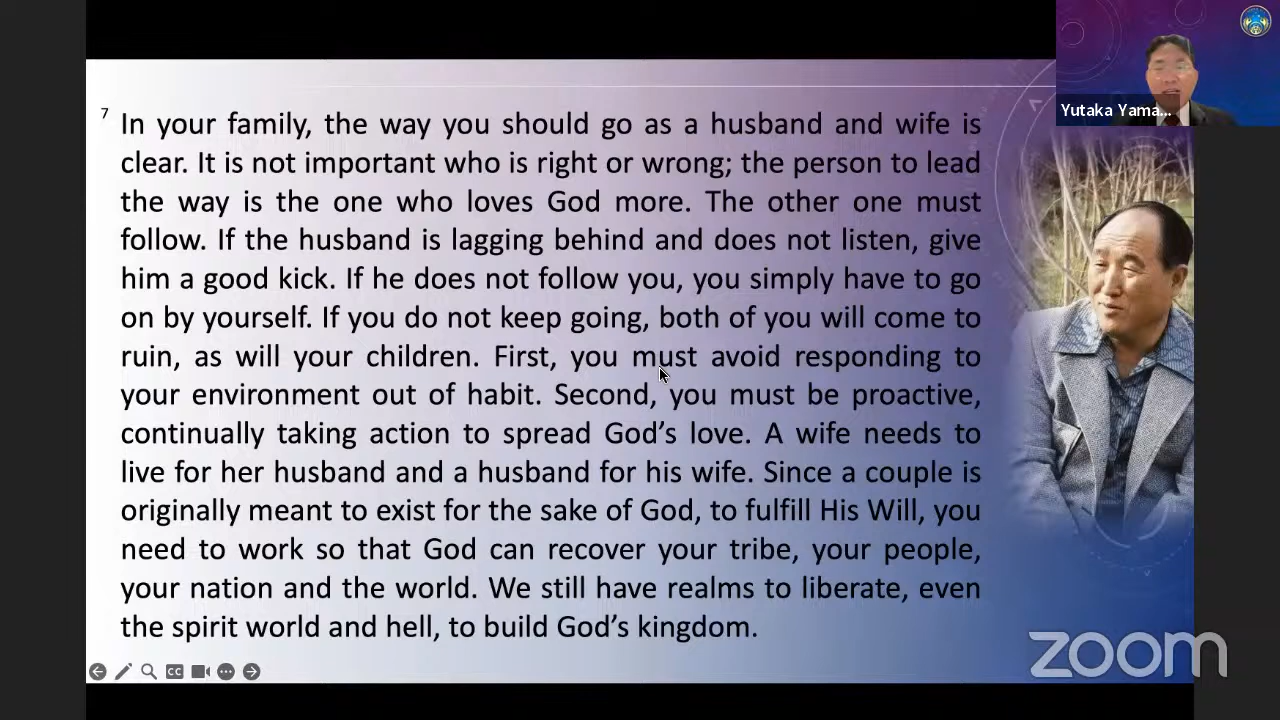 Yutaka Yama...
7
In your family, the way you should go as a husband and wife is
clear. It is not important who is right or wrong; the person to lead
the way is the one who loves God more. The other one must
follow. If the husband is lagging behind and does not listen, give
him a good kick. If he does not follow you, you simply have to go
on by yourself. If you do not keep going, both of you will come to
ruin, as will your children. First, you must avoid responding to
your environment out of habit. Second, you must be proactive,
continually taking action to spread God’s love. A wife needs to
live for her husband and a husband for his wife. Since a couple is
originally meant to exist for the sake of God, to fulfill His Will, you
need to work so that God can recover your tribe, your people,
your nation and the world. We still have realms to liberate, even
the spirit world and hell, to build God’s kingdom.
CC
zoom